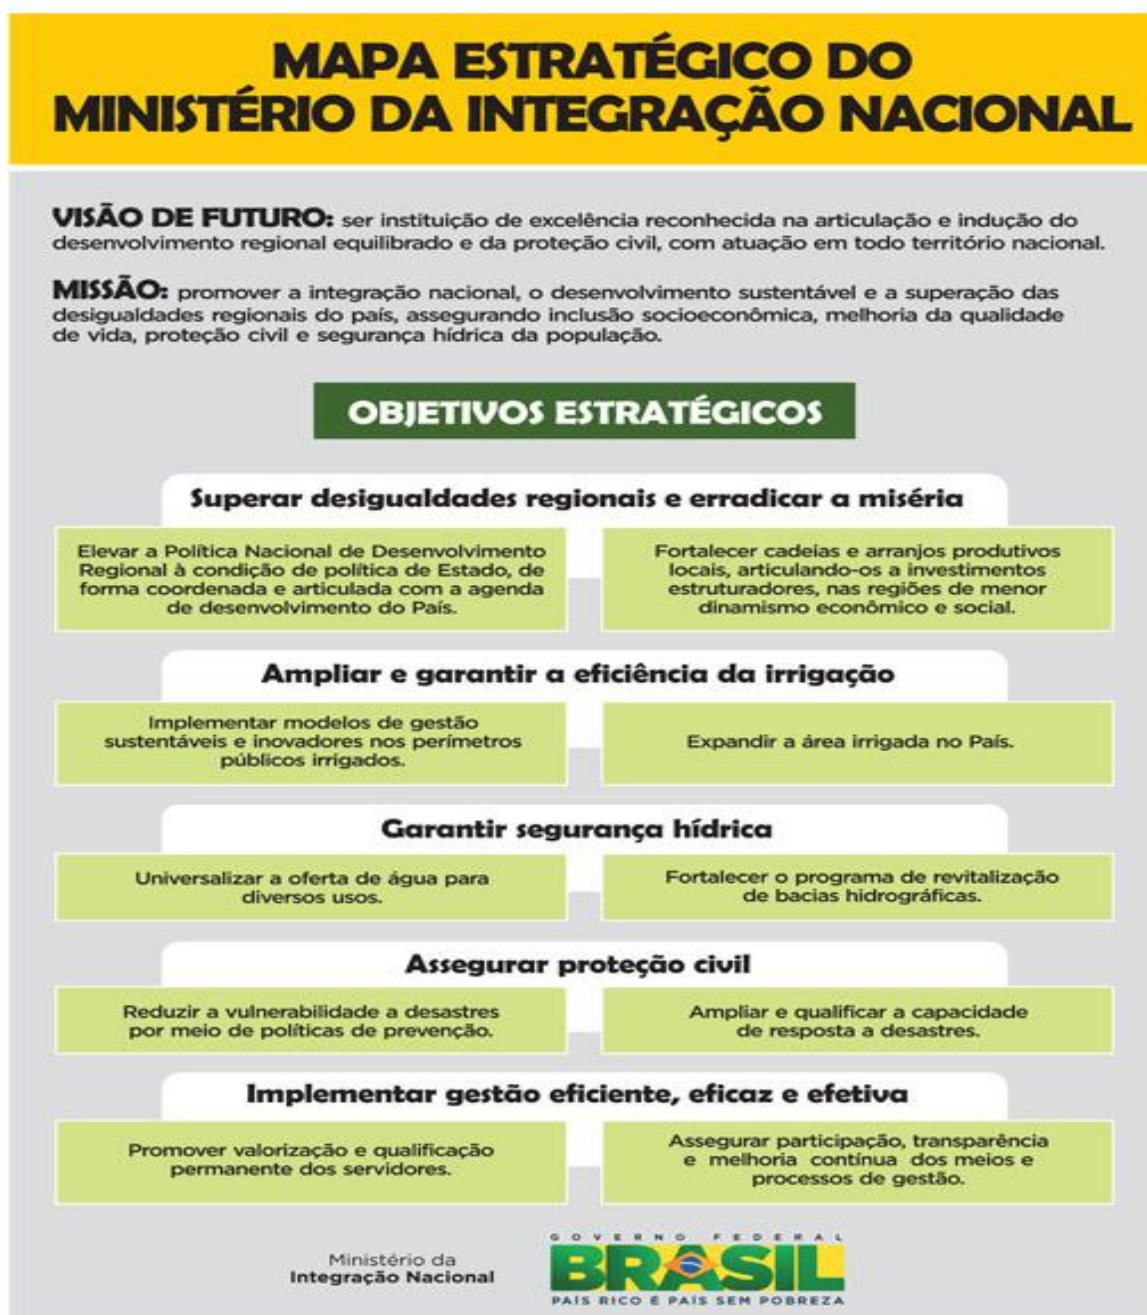 MAPA ESTRATÉGICO DO
MINISTÉRIO DA INTEGRAÇÃO NACIONAL
VISÃO DE FUTURO: ser instituição de excelência reconhecida na articulação e indução do
desenvolvimento regional equilibrado e da proteção civil, com atuação em todo território nacional.
MISSÃO: promover a integração nacional, o desenvolvimento sustentável e a superação das
desigualdades regionais do país, assegurando inclusão socioeconômica, melhoria da qualidade
de vida, proteção civil e segurança hídrica da população.
OBJETIVOS ESTRATÉGICOS
Superar desigualdades regionais e erradicar a miséria
Elevar a Política Nacional de Desenvolvimento
Regional à condição de política de Estado, de
forma coordenada e articulada com a agenda
de desenvolvimento do País.
Fortalecer cadeias e arranjos produtivos
locais, articulando-os a investimentos
estruturadores, nas regiões de menor
dinamismo econômico e social.
Ampliar e garantir a eficiência da irrigação
Implementar modelos de gestão
sustentáveis e inovadores nos perímetros
públicos irrigados.
Expandir a área irrigada no País.
Garantir segurança hídrica
Universalizar a oferta de água para
diversos usos.
Fortalecer o programa de revitalização
de bacias hidrográficas.
Assegurar proteção civil
Reduzir a vulnerabilidade a desastres
por meio de políticas de prevenção.
Ampliar e qualificar a capacidade
de resposta a desastres.
Implementar gestão eficiente, eficaz e efetiva
Promover valorização e qualificação
permanente dos servidores.
Assegurar participação, transparência
e melhoria contínua dos meios e
processos de gestão.
Ministério da
Integração Nacional
GOVERNO FEDERAL
BRASIL
PAÍS RICO É PAÍS SEM POBREZA